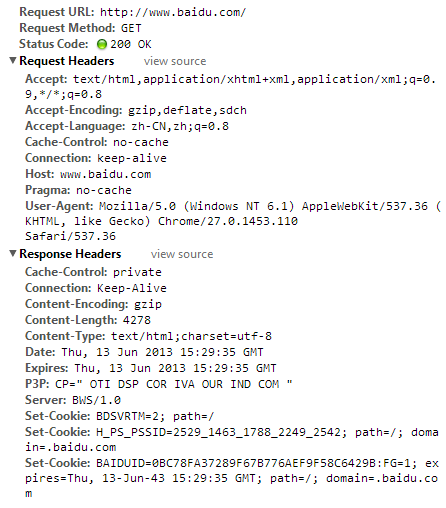 Request URL: http://www.baidu.com/
Request Method: GET
Status Code: 200 OK
Request Headers view source
Accept: text/html,application/xhtml+xml,application/xml;q=0.
9,*/*;q=0.8
Accept-Encoding: gzip,deflate,sdch
Accept-Language: zh-CN,zh;q=0.8
Cache-Control: no-cache
Connection: keep-alive
Host: www.baidu.com
Pragma: no-cache
User-Agent: Mozilla/5.0 (Windows NT 6.1) AppleWebKit/537.36 (
KHTML, like Gecko) Chrome/27.0.1453.110
Safari/537.36
Response Headers view source
Cache-Control: private
Connection: Keep-Alive
Content-Encoding: gzip
Content-Length: 4278
Content-Type: text/html;charset=utf-8
Date: Thu, 13 Jun 2013 15:29:35 GMT
Expires: Thu, 13 Jun 2013 15:29:35 GMT
P3P: CP=" OTI DSP COR IVA OUR IND COM "
Server: BWS/1.0
Set-Cookie: BDSVRTM=2; path=/
Set-Cookie: H_PS_PSSID=2529_1463_1788_2249_2542; path=/; dom
ain=.baidu.com
Set-Cookie: BAIDUID=0BC78FA37289F67B776AEF9F58C6429B:FG=1; ex
pires=Thu, 13-Jun-43 15:29:35 GMT; path=/; domain=.baidu.co
m